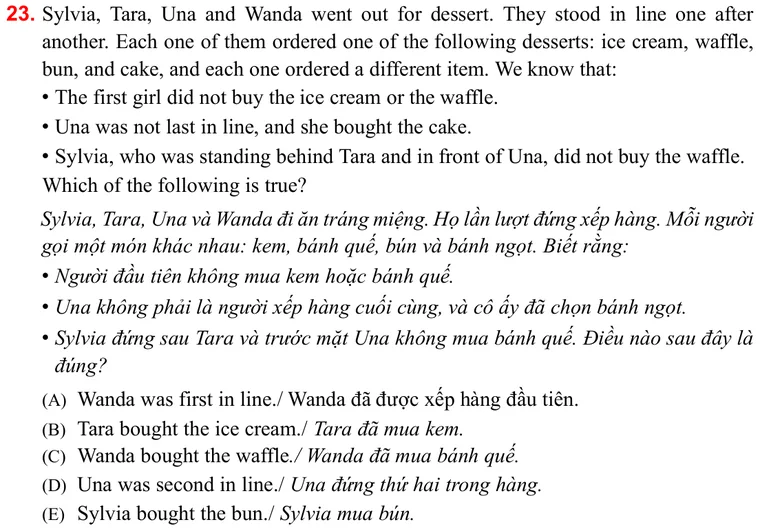 23. Sylvia, Tara, Una and Wanda went out for dessert. They stood in line one after
another. Each one of them ordered one of the following desserts: ice cream, waffle,
bun, and cake, and each one ordered a different item. We know that:
• The first girl did not buy the ice cream or the waffle.
• Una was not last in line, and she bought the cake.
• Sylvia, who was standing behind Tara and in front of Una, did not buy the waffle.
Which of the following is true?
Sylvia, Tara, Una và Wanda đi ăn tráng miệng. Họ lần lượt đứng xếp hàng. Mỗi người
gọi một món khác nhau: kem, bánh quế, bún và bánh ngọt. Biết rằng:
• Người đầu tiên không mua kem hoặc bánh quế.
• Una không phải là người xếp hàng cuối cùng, và cô ấy đã chọn bánh ngọt.
• Sylvia đứng sau Tara và trước mặt Una không mua bánh quế. Điều nào sau đây là
đúng?
(A) Wanda was first in line./ Wanda đã được xếp hàng đầu tiên.
(B) Tara bought the ice cream./ Tara đã mua kem.
(C) Wanda bought the waffle./ Wanda đã mua bánh quế.
(D) Una was second in line./ Una đứng thứ hai trong hàng.
(E) Sylvia bought the bun./ Sylvia mua bún.